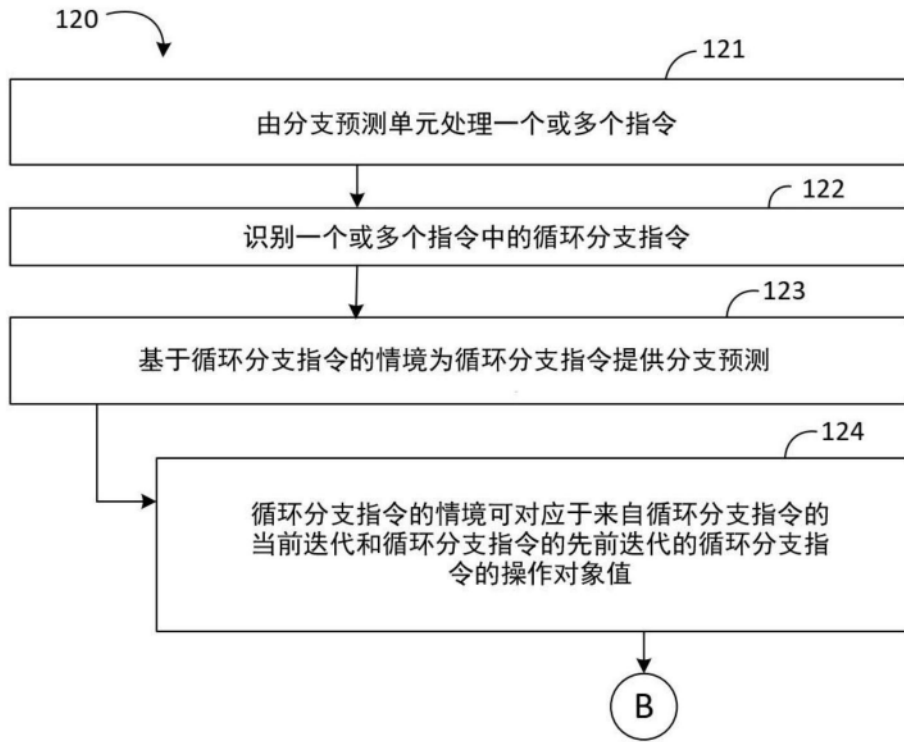 120
121
由分支预测单元处理一个或多个指令
122
识别一个或多个指令中的循环分支指令
123
基于循环分支指令的情境为循环分支指令提供分支预测
124
循环分支指令的情境可对应于来自循环分支指令的
当前迭代和循环分支指令的先前迭代的循环分支指
令的操作对象值
B